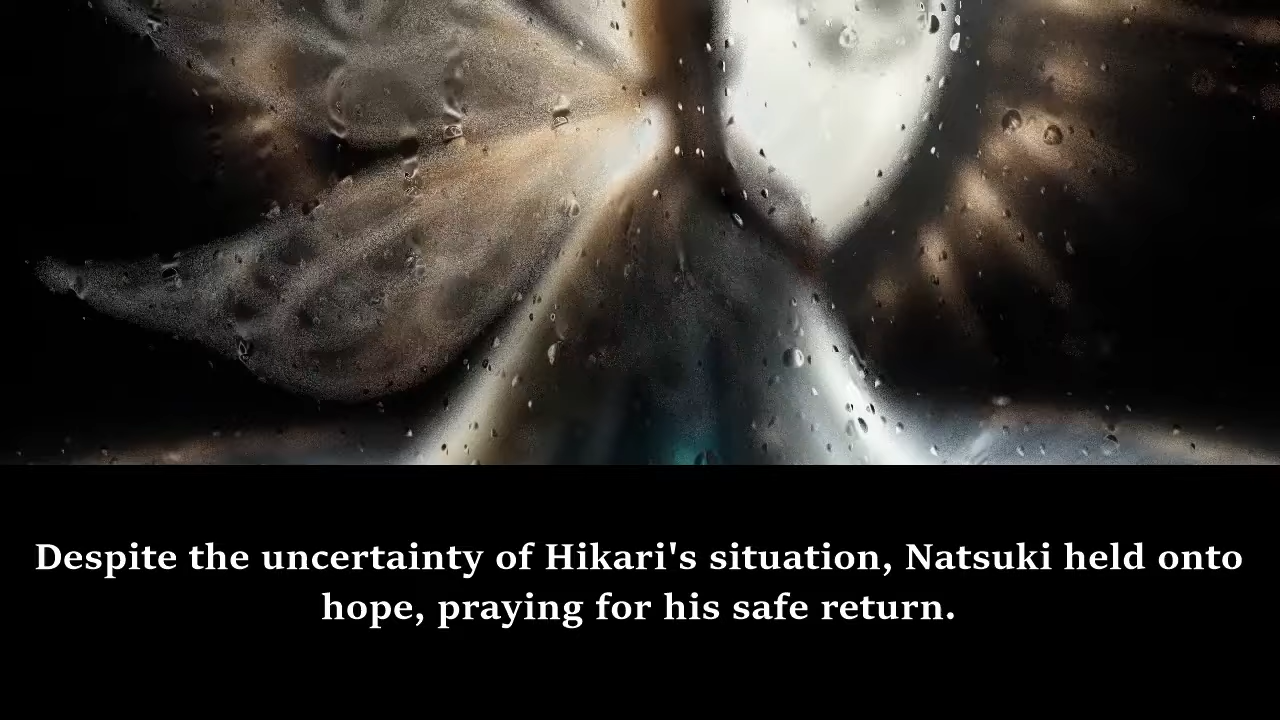 Despite the uncertainty of Hikari's situation, Natsuki held onto
hope, praying for his safe return.